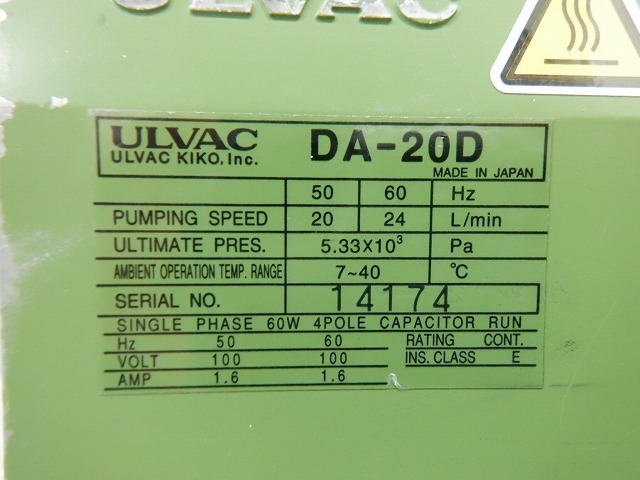 ULVAC
ULVAC DA-20D
ULVAC KIKO, Inc. MADE IN JAPAN
50 60 Hz
PUMPING SPEED 20 24 L/min
ULTIMATE PRES. 5.33X10³ Pa
AMBIENT OPERATION TEMP. RANGE 7~40 ℃
SERIAL NO. 14174
SINGLE PHASE 60W 4POLE CAPACITOR RUN
Hz 50 60 RATING CONT.
VOLT 100 100 INS. CLASS E
AMP 1.6 1.6